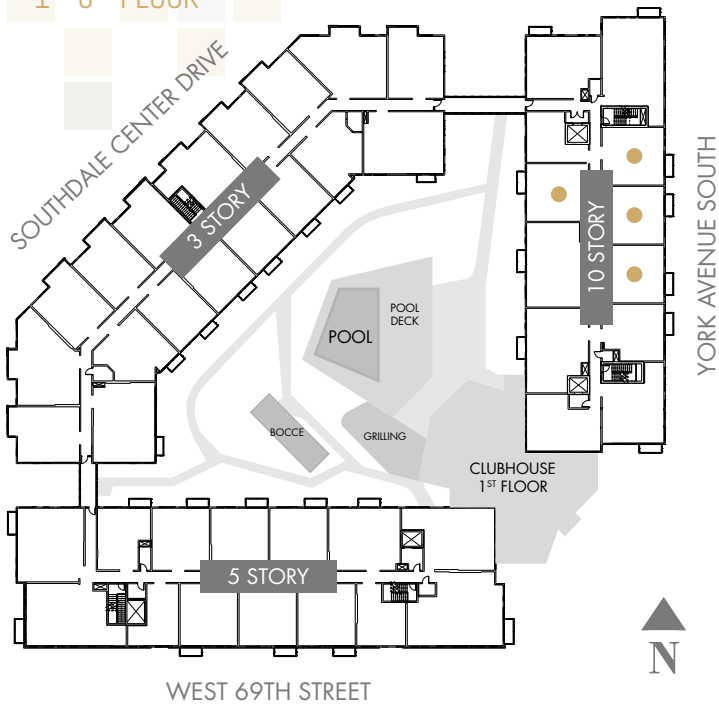 FLOOR
SOUTHDALE CENTER DRIVE
3 STORY
10 STORY
YORK AVENUE SOUTH
POOL
DECK
POOL
BOCCE
GRILLING
CLUBHOUSE
1ST FLOOR
5 STORY
N
WEST 69TH STREET